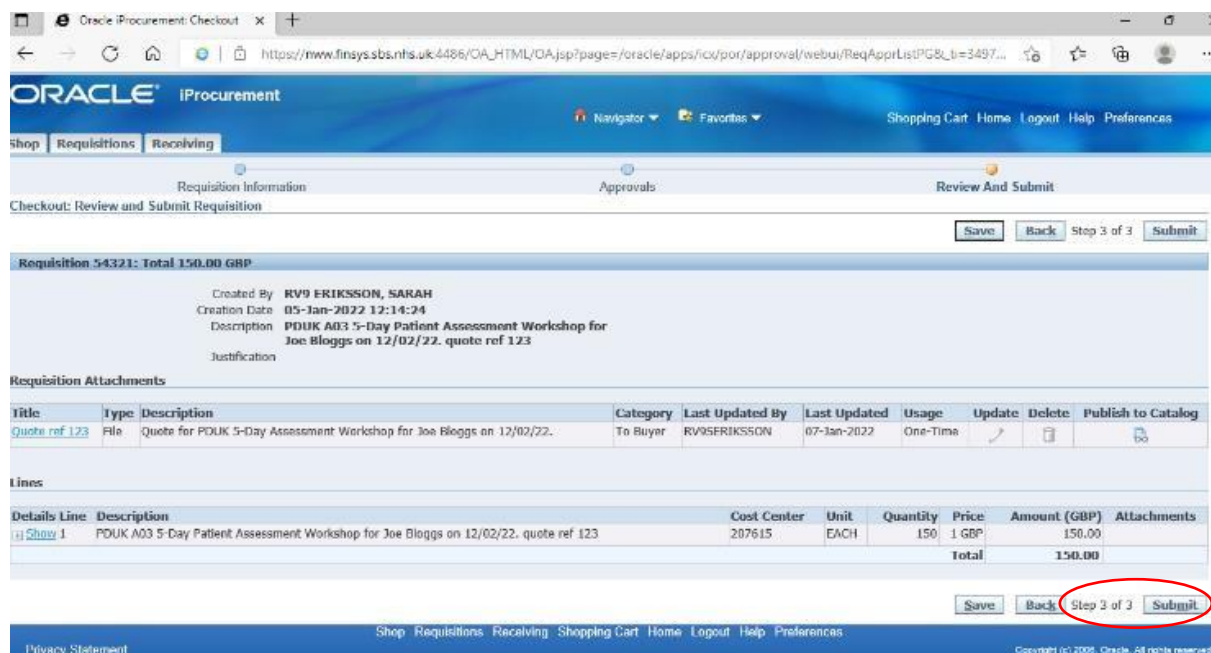 Oracle iProcurement: Checkout
https://nww.finsys.sbs.nhs.uk:4486/OA_HTML/OA.jsp?page=/oracle/apps/icx/por/approval/webui/ReqApprListPG&_ti=3497...
ORACLE iProcurement
Navigator Favorites Shopping Cart Home Logout Help Preferences
Shop Requisitions Receiving
Requisition Information Approvals Review And Submit
Checkout: Review and Submit Requisition
Save Back Step 3 of 3 Submit
Requisition 54321: Total 150.00 GBP
Created By RV9 ERIKSSON, SARAH
Creation Date 05-Jan-2022 12:14:24
Description PDUK A03 5-Day Patient Assessment Workshop for
Joe Bloggs on 12/02/22. quote ref 123
Justification
Requisition Attachments
Title Type Description Category Last Updated By Last Updated Usage Update Delete Publish to Catalog
Quote ref 123 File Quote for PDUK 5-Day Assessment Workshop for Joe Bloggs on 12/02/22. To Buyer RV9SERIKSSON 07-Jan-2022 One-Time
Lines
Details Line Description Cost Center Unit Quantity Price Amount (GBP) Attachments
Show 1 PDUK A03 5-Day Patient Assessment Workshop for Joe Bloggs on 12/02/22. quote ref 123 207615 EACH 150 1 GBP 150.00
Total 150.00
Save Back Step 3 of 3 Submit
Shop Requisitions Receiving Shopping Cart Home Logout Help Preferences
Privacy Statement Copyright (c) 2006, Oracle. All rights reserved